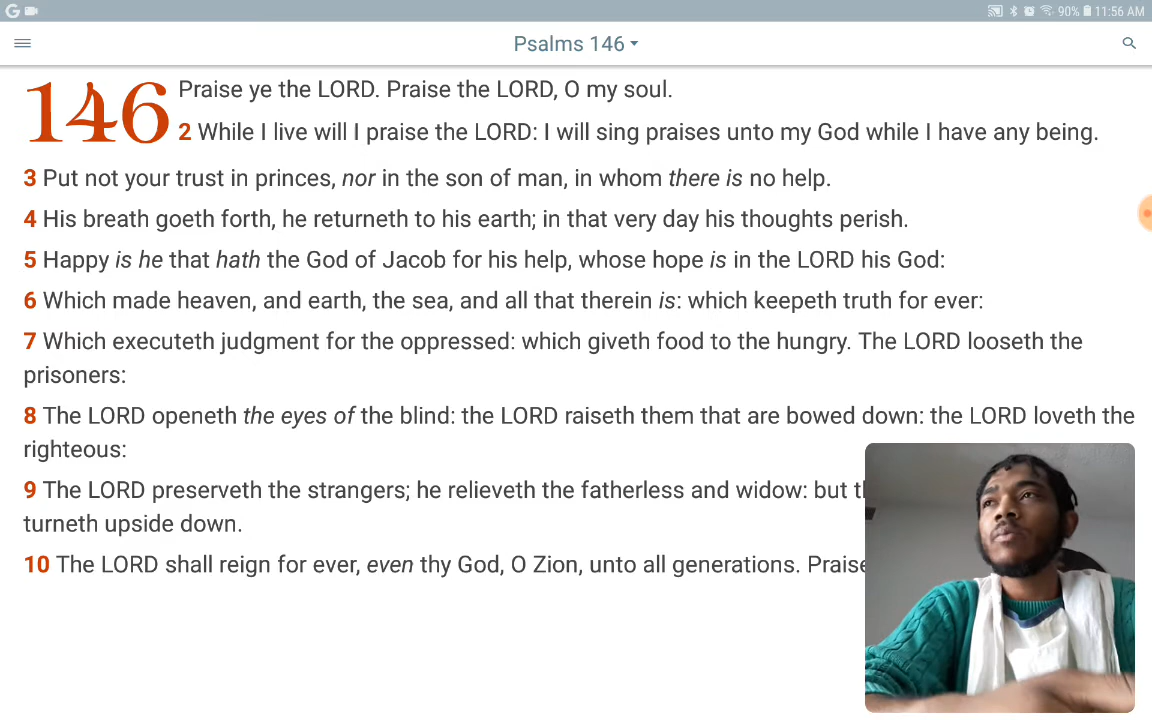 90% 11:56 AM
Psalms 146
146 Praise ye the LORD. Praise the LORD, O my soul.
2 While I live will I praise the LORD: I will sing praises unto my God while I have any being.
3 Put not your trust in princes, nor in the son of man, in whom there is no help.
4 His breath goeth forth, he returneth to his earth; in that very day his thoughts perish.
5 Happy is he that hath the God of Jacob for his help, whose hope is in the LORD his God:
6 Which made heaven, and earth, the sea, and all that therein is: which keepeth truth for ever:
7 Which executeth judgment for the oppressed: which giveth food to the hungry. The LORD looseth the
prisoners:
8 The LORD openeth the eyes of the blind: the LORD raiseth them that are bowed down: the LORD loveth the
righteous:
9 The LORD preserveth the strangers; he relieveth the fatherless and widow: but
turneth upside down.
10 The LORD shall reign for ever, even thy God, O Zion, unto all generations. Praise